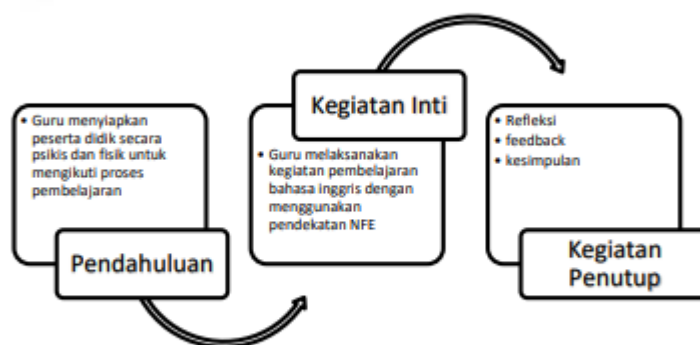 • Guru menyiapkan
peserta didik secara
psikis dan fisik untuk
mengikuti proses
pembelajaran
Pendahuluan
Kegiatan Inti
• Guru melaksanakan
kegiatan pembelajaran
bahasa inggris dengan
menggunakan
pendekatan NFE
• Refleksi
• feedback
• kesimpulan
Kegiatan
Penutup